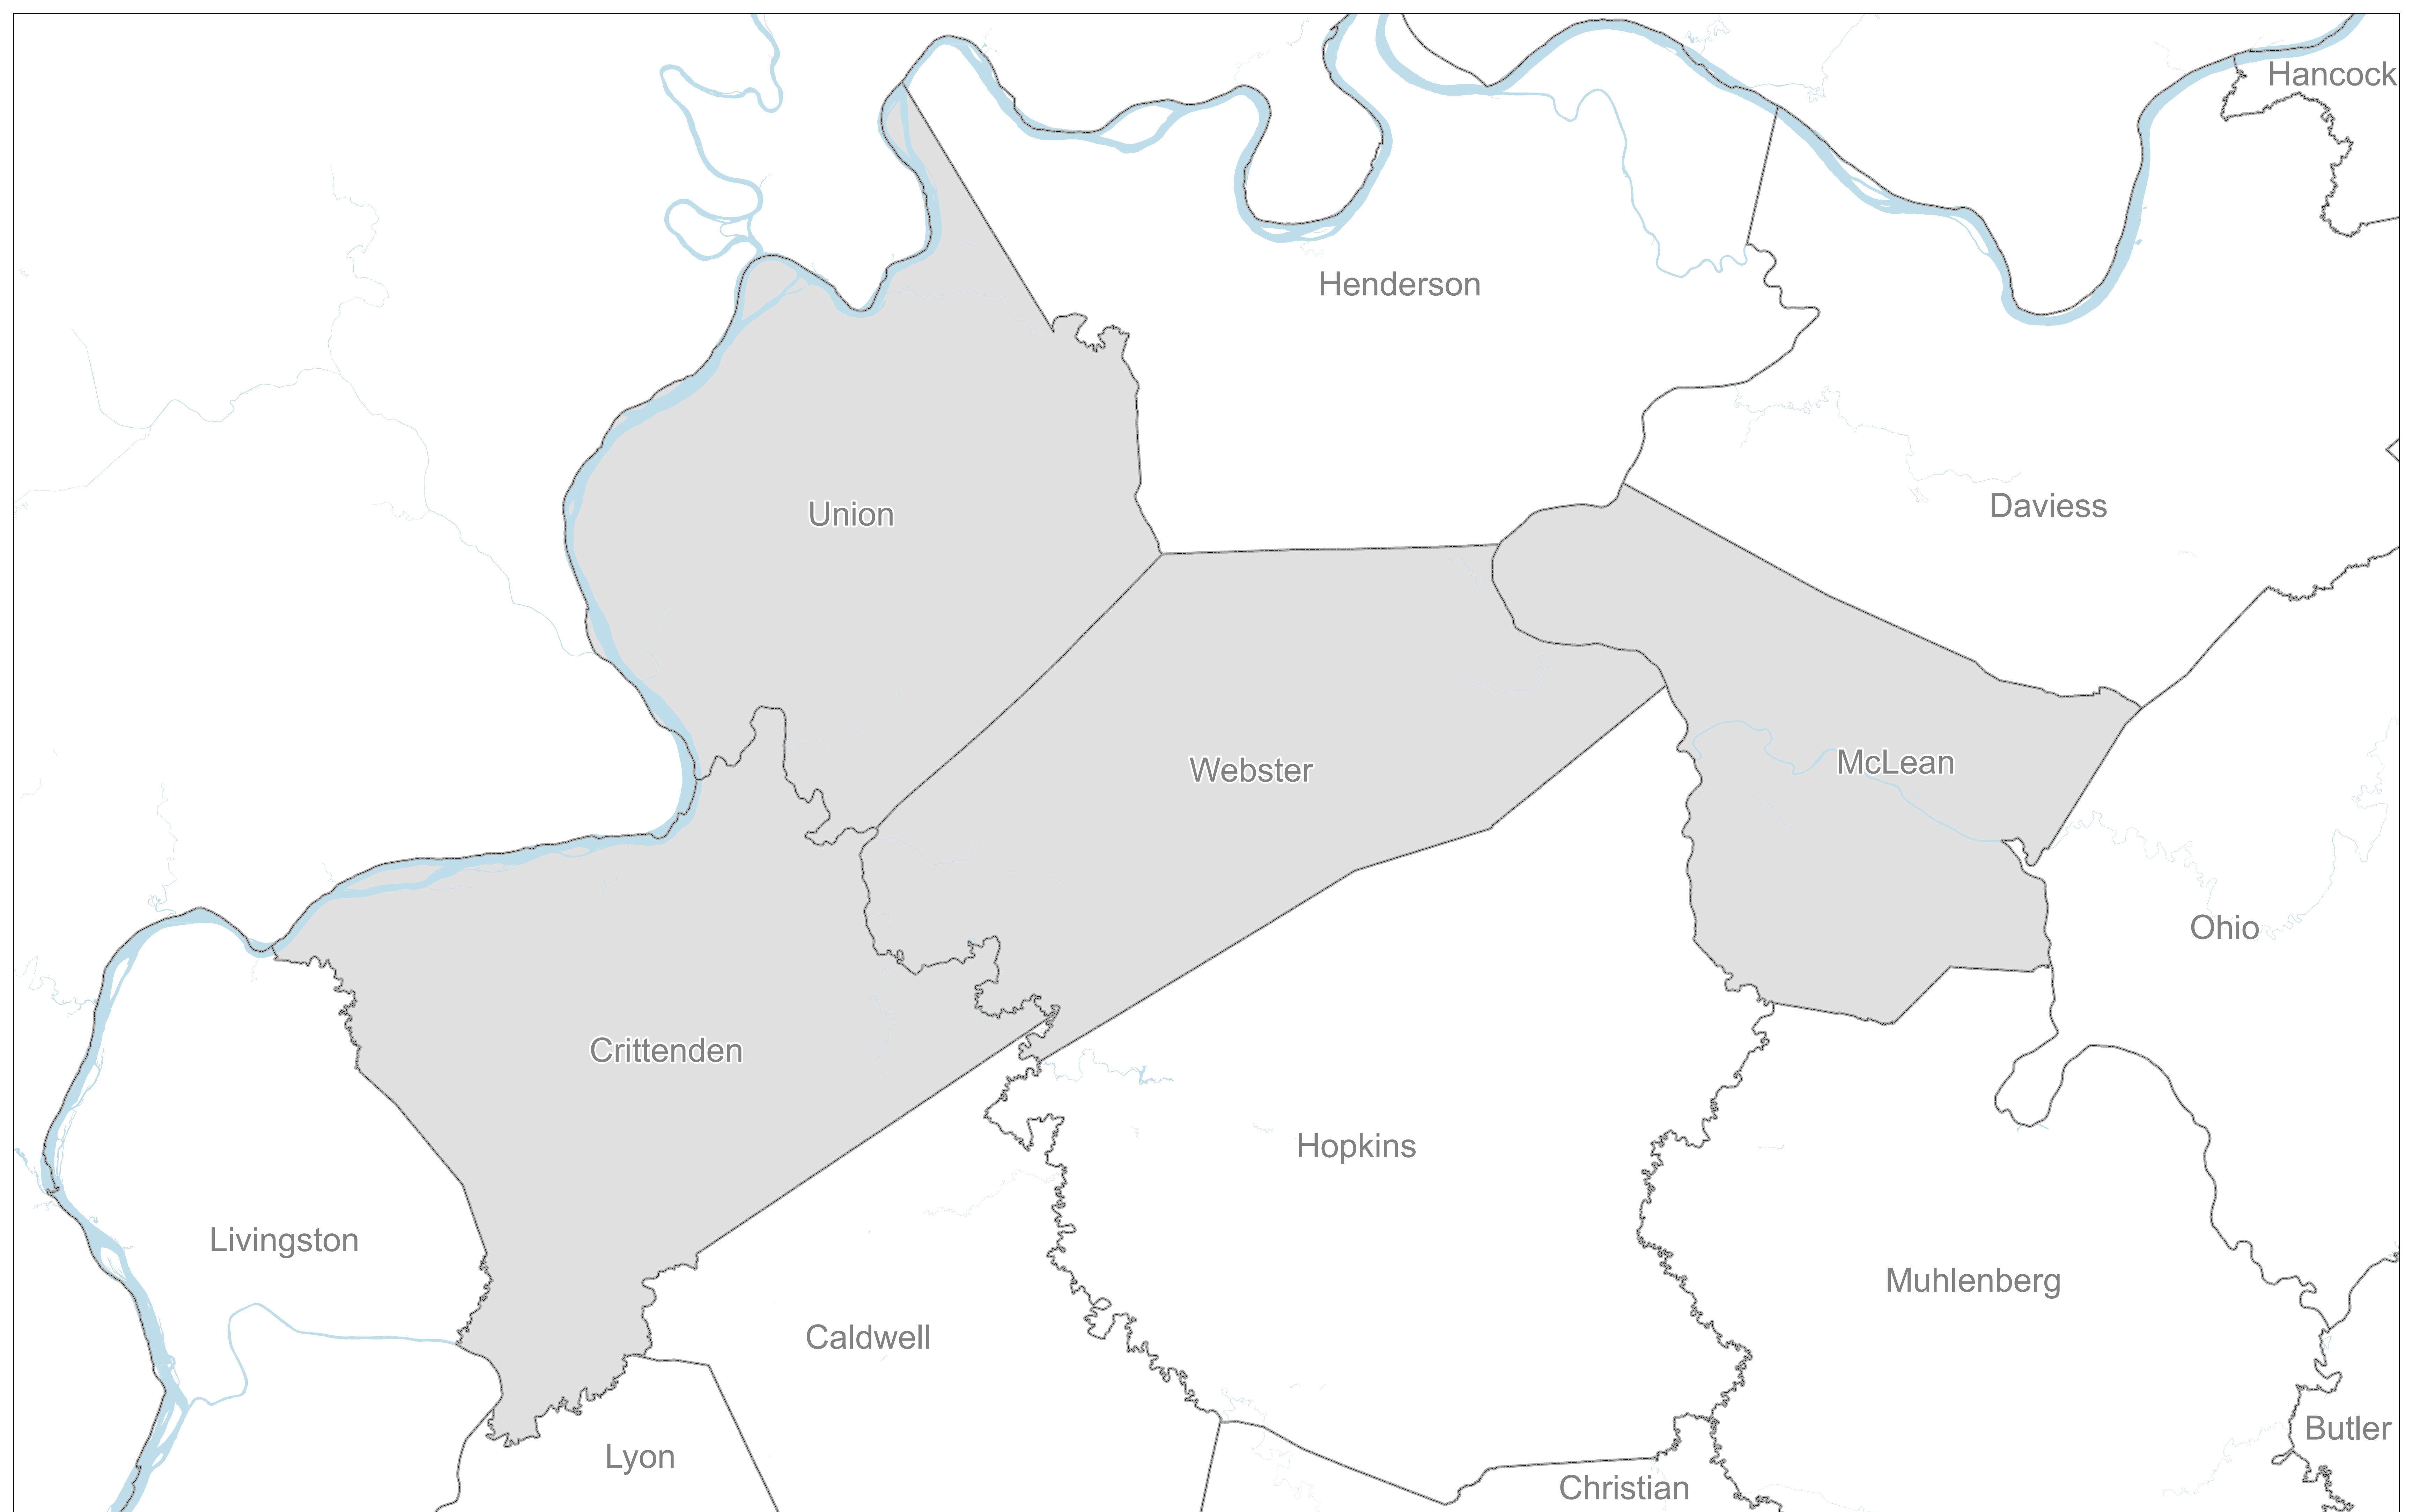 Hancock
Henderson
Daviess
Union
McLean
Webster
Ohio
Crittenden
Hopkins
Livingston
Muhlenberg
Caldwell
Butler
Lyon
Christian